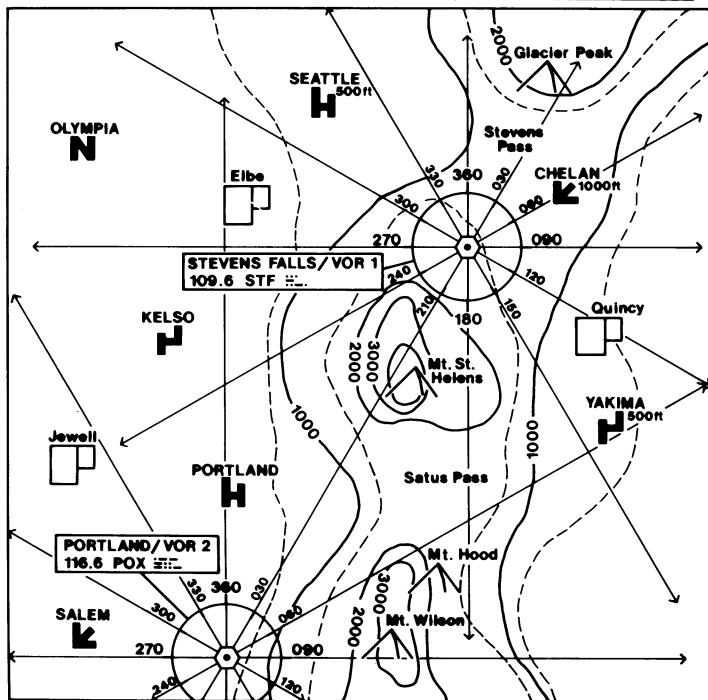 2000
Glacier Peak
SEATTLE
500ft
OLYMPIA
Stevens
Pass
Elbe
330
360
030
CHELAN
1000ft
300
060
270
090
STEVENS FALLS/VOR 1
109.6 STF
240
120
210
180
150
KELSO
Quincy
2000
3000
Mt. St.
Helens
1000
YAKIMA
500ft
1000
Jewell
PORTLAND
Satus Pass
PORTLAND/VOR 2
116.6 POX
Mt. Hood
330
360
030
SALEM
300
060
2000
3000
Mt. Wilson
270
090
240
120